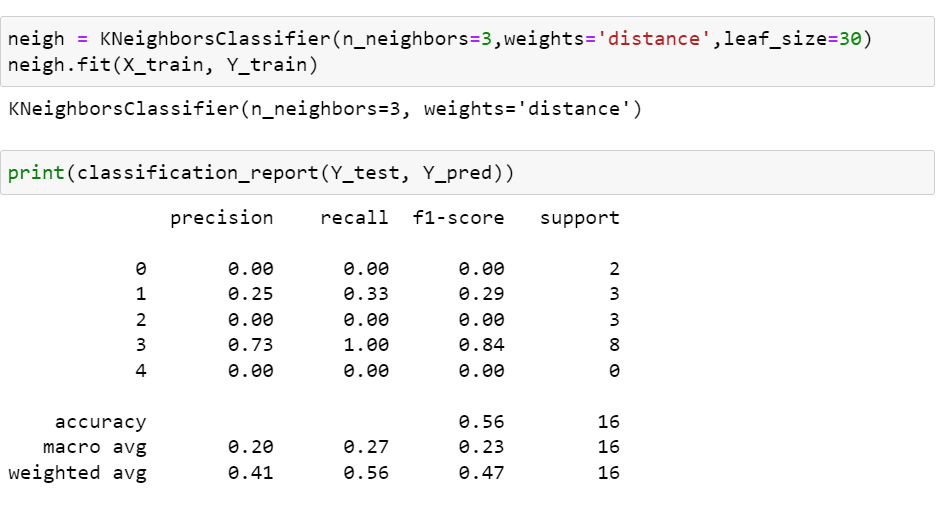 neigh = KNeighborsClassifier(n_neighbors=3,weights='distance',leaf_size=30)
neigh.fit(X_train, Y_train)
KNeighborsClassifier(n_neighbors=3, weights='distance')
print(classification_report(Y_test, Y_pred))
precision recall f1-score support
0 0.00 0.00 0.00 2
1 0.25 0.33 0.29 3
2 0.00 0.00 0.00 3
3 0.73 1.00 0.84 8
4 0.00 0.00 0.00 0
accuracy 0.56 16
macro avg 0.20 0.27 0.23 16
weighted avg 0.41 0.56 0.47 16